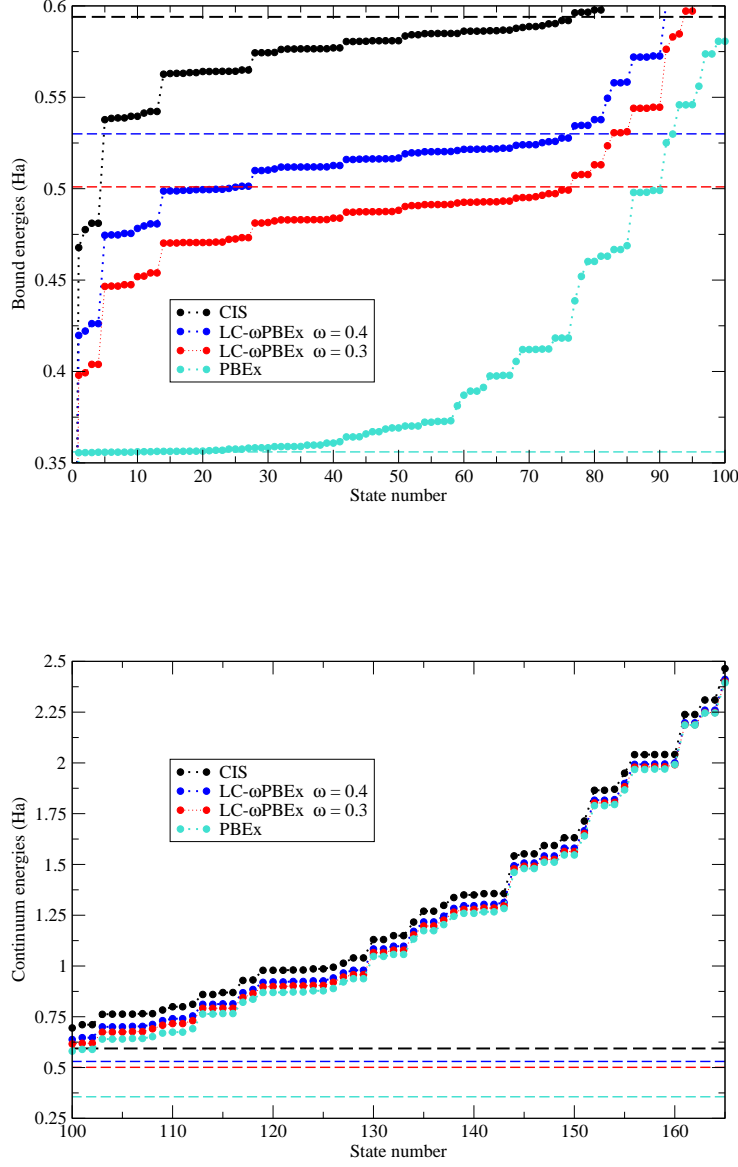 0.6
0.55
0.5
0.45
0.4
0.35
Bound energies (Ha)
CIS
LC-ωPBEx ω = 0.4
LC-ωPBEx ω = 0.3
PBEx
0 10 20 30 40 50 60 70 80 90 100
State number
2.5
2.25
2
1.75
1.5
1.25
1
0.75
0.5
0.25
Continuum energies (Ha)
CIS
LC-ωPBEx ω = 0.4
LC-ωPBEx ω = 0.3
PBEx
100 110 120 130 140 150 160
State number